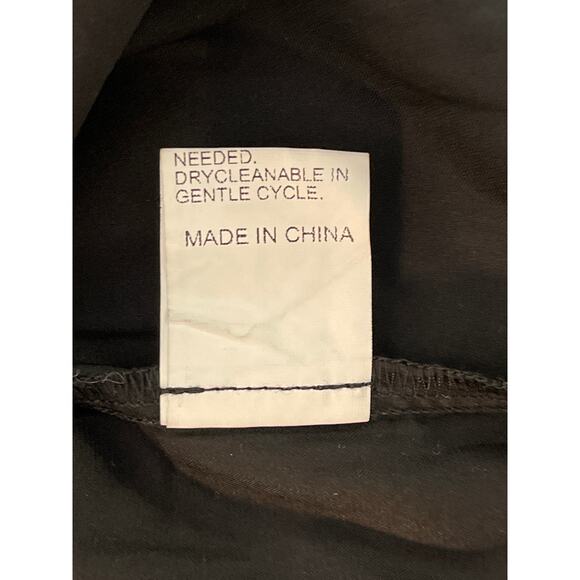 NEEDED.
DRYCLEANABLE IN
GENTLE CYCLE.
MADE IN CHINA